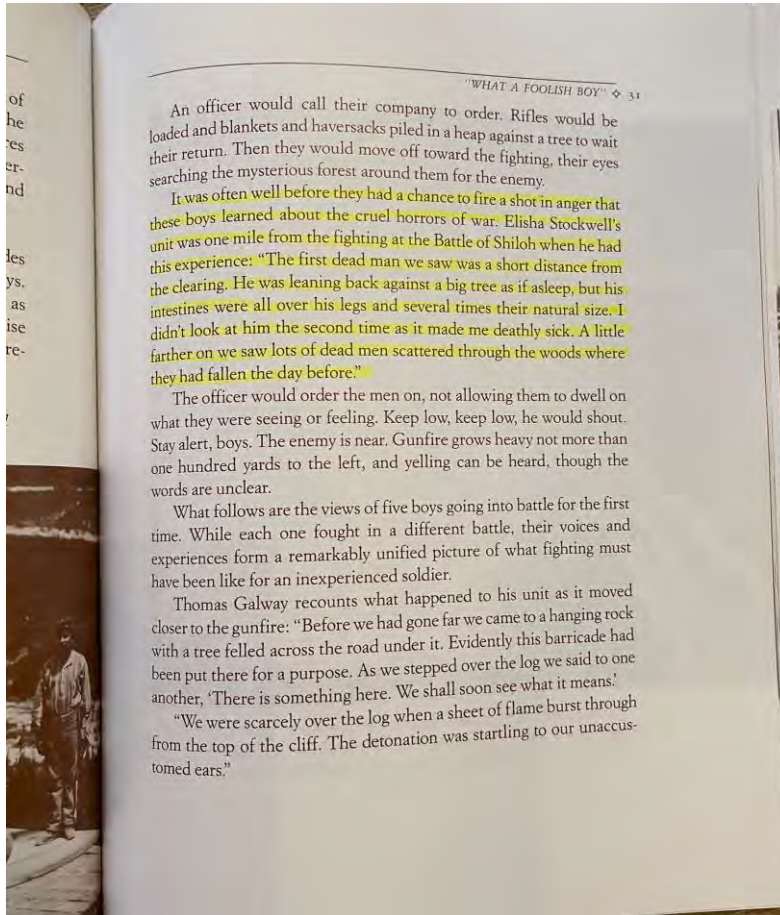 of
he
res
er-
nd
les
ys.
as
ise
re-
"WHAT A FOOLISH BOY" ✧ 31
An officer would call their company to order. Rifles would be
loaded and blankets and haversacks piled in a heap against a tree to wait
their return. Then they would move off toward the fighting, their eyes
searching the mysterious forest around them for the enemy.
It was often well before they had a chance to fire a shot in anger that
these boys learned about the cruel horrors of war. Elisha Stockwell's
unit was one mile from the fighting at the Battle of Shiloh when he had
this experience: "The first dead man we saw was a short distance from
the clearing. He was leaning back against a big tree as if asleep, but his
intestines were all over his legs and several times their natural size. I
didn't look at him the second time as it made me deathly sick. A little
farther on we saw lots of dead men scattered through the woods where
they had fallen the day before."
The officer would order the men on, not allowing them to dwell on
what they were seeing or feeling. Keep low, keep low, he would shout.
Stay alert, boys. The enemy is near. Gunfire grows heavy not more than
one hundred yards to the left, and yelling can be heard, though the
words are unclear.
What follows are the views of five boys going into battle for the first
time. While each one fought in a different battle, their voices and
experiences form a remarkably unified picture of what fighting must
have been like for an inexperienced soldier.
Thomas Galway recounts what happened to his unit as it moved
closer to the gunfire: "Before we had gone far we came to a hanging rock
with a tree felled across the road under it. Evidently this barricade had
been put there for a purpose. As we stepped over the log we said to one
another, 'There is something here. We shall soon see what it means.'
"We were scarcely over the log when a sheet of flame burst through
from the top of the cliff. The detonation was startling to our unaccus-
tomed ears."